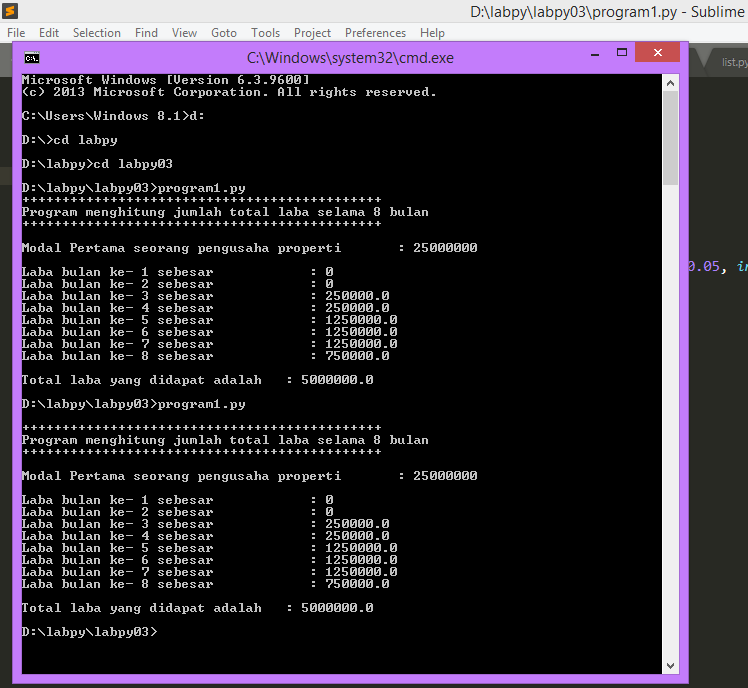 D:\labpy\labpy03\program1.py - Sublime
File Edit Selection Find View Goto Tools Project Preferences Help
C:\Windows\system32\cmd.exe
list.py
Microsoft Windows [Version 6.3.9600]
(c) 2013 Microsoft Corporation. All rights reserved.
C:\Users\Windows 8.1>d:
D:\>cd labpy
D:\labpy>cd labpy03
D:\labpy\labpy03>program1.py
+++++++++++++++++++++++++++++++++++++++++++++
Program menghitung jumlah total laba selama 8 bulan
+++++++++++++++++++++++++++++++++++++++++++++
Modal Pertama seorang pengusaha properti : 25000000
0.05, in
Laba bulan ke- 1 sebesar : 0
Laba bulan ke- 2 sebesar : 0
Laba bulan ke- 3 sebesar : 250000.0
Laba bulan ke- 4 sebesar : 250000.0
Laba bulan ke- 5 sebesar : 1250000.0
Laba bulan ke- 6 sebesar : 1250000.0
Laba bulan ke- 7 sebesar : 1250000.0
Laba bulan ke- 8 sebesar : 750000.0
Total laba yang didapat adalah : 5000000.0
D:\labpy\labpy03>program1.py
+++++++++++++++++++++++++++++++++++++++++++++
Program menghitung jumlah total laba selama 8 bulan
+++++++++++++++++++++++++++++++++++++++++++++
Modal Pertama seorang pengusaha properti : 25000000
Laba bulan ke- 1 sebesar : 0
Laba bulan ke- 2 sebesar : 0
Laba bulan ke- 3 sebesar : 250000.0
Laba bulan ke- 4 sebesar : 250000.0
Laba bulan ke- 5 sebesar : 1250000.0
Laba bulan ke- 6 sebesar : 1250000.0
Laba bulan ke- 7 sebesar : 1250000.0
Laba bulan ke- 8 sebesar : 750000.0
Total laba yang didapat adalah : 5000000.0
D:\labpy\labpy03>